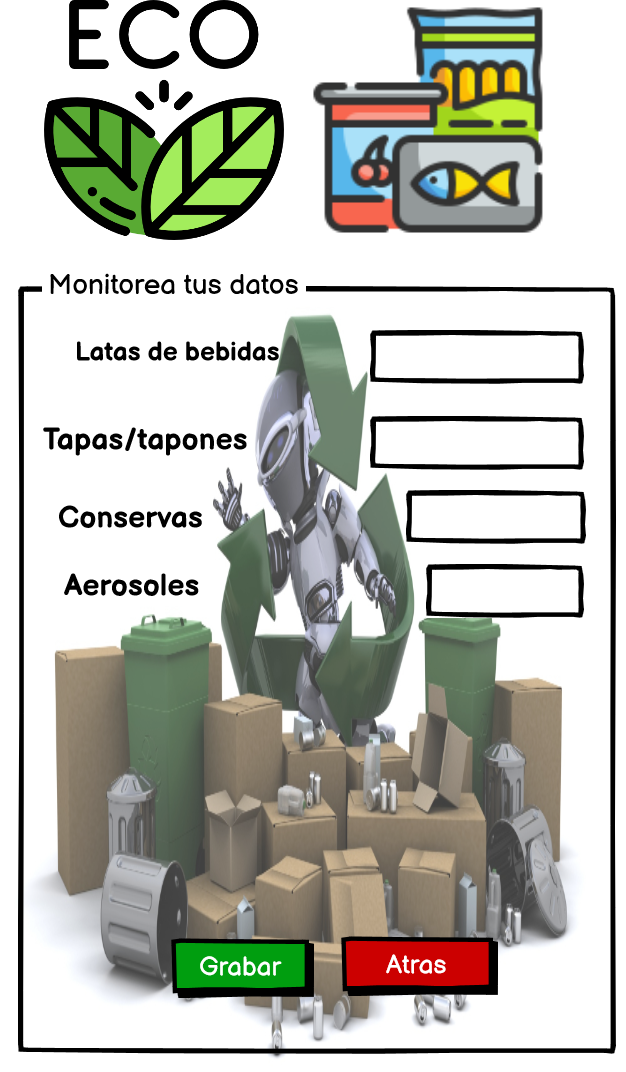 ECO
Monitorea tus datos
Latas de bebidas
Tapas/tapones
Conservas
Aerosoles
Grabar
Atras